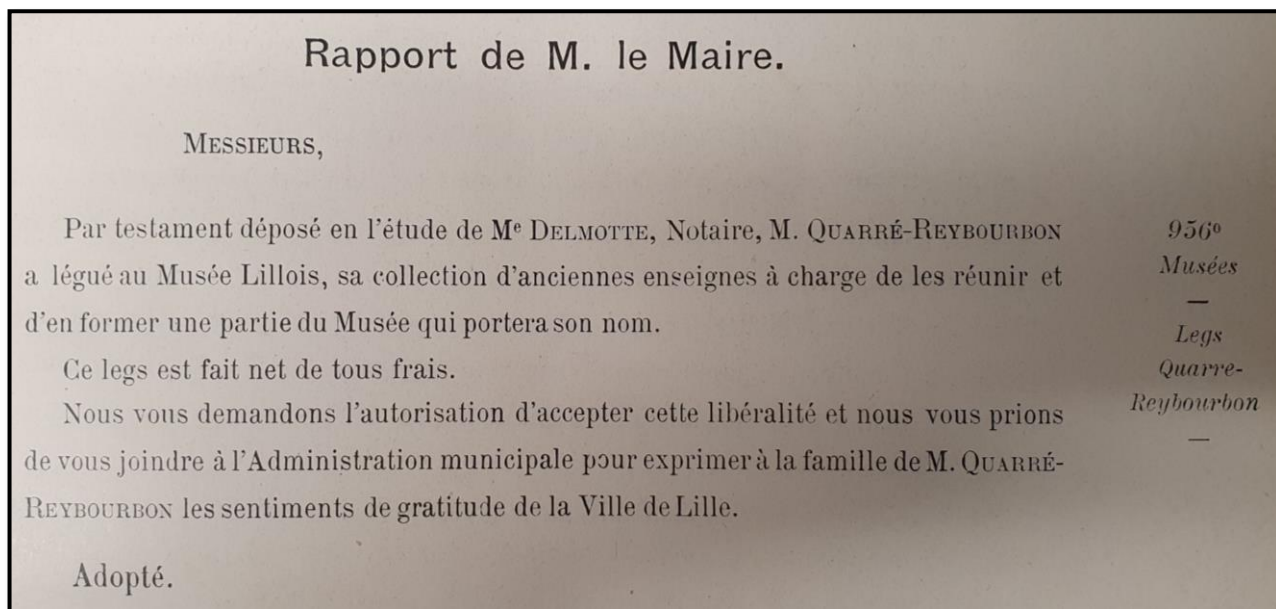 Rapport de M. le Maire.
MESSIEURS,
Par testament déposé en l'étude de Me DELMOTTE, Notaire, M. QUARRÉ-REYBOURBON
a légué au Musée Lillois, sa collection d'anciennes enseignes à charge de les réunir et
d'en former une partie du Musée qui portera son nom.
Ce legs est fait net de tous frais.
Nous vous demandons l'autorisation d'accepter cette libéralité et nous vous prions
de vous joindre à l'Administration municipale pour exprimer à la famille de M. QUARRÉ-
REYBOURBON les sentiments de gratitude de la Ville de Lille.
Adopté.
956º
Musées
—
Legs
Quarre-
Reybourbon
—